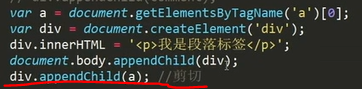 var a = document.getElementsByTagName('a')[0];
var div = document.createElement('div');
div.innerHTML = '<p>我是段落标签</p>';
document.body.appendChild(div);
div.appendChild(a); //剪切